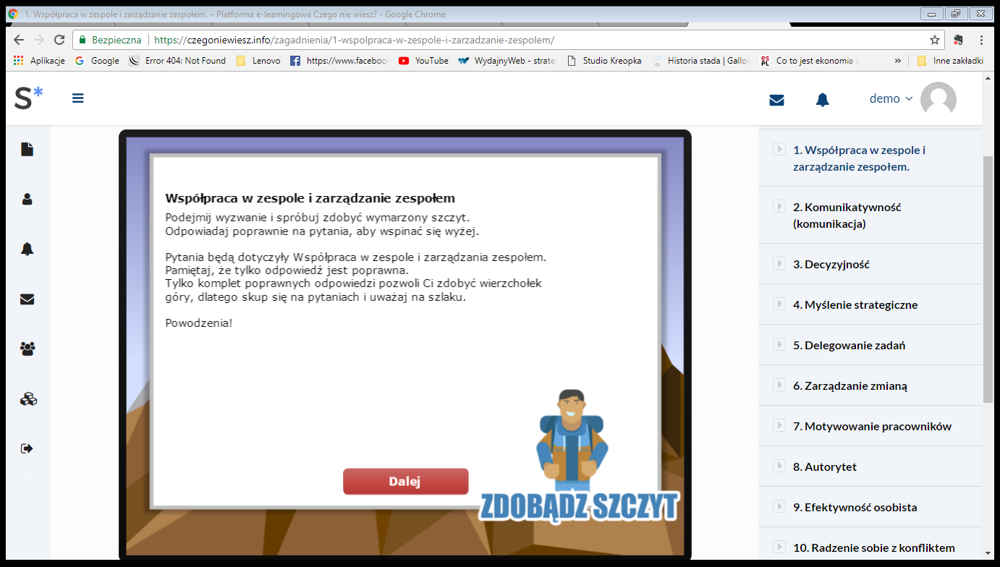 1. Współpraca w zespole i zarządzanie zespołem. – Platforma e-learningowa Czego nie wiesz? - Google Chrome
Bezpieczna https://czegoniewiesz.info/zagadnienia/1-wspolpraca-w-zespole-i-zarzadzanie-zespolem/
Aplikacje Google Error 404: Not Found Lenovo https://www.faceboo YouTube WydajnyWeb - strate Studio Kreopka Historia stada | Gallo es PL Co to jest ekonomia s » Inne zakładki
S* demo
Współpraca w zespole i zarządzanie zespołem
Podejmij wyzwanie i spróbuj zdobyć wymarzony szczyt.
Odpowiadaj poprawnie na pytania, aby wspinać się wyżej.
Pytania będą dotyczyły Współpraca w zespole i zarządzania zespołem.
Pamiętaj, że tylko odpowiedź jest poprawna.
Tylko komplet poprawnych odpowiedzi pozwoli Ci zdobyć wierzchołek
góry, dlatego skup się na pytaniach i uważaj na szlaku.
Powodzenia!
Dalej
ZDOBĄDZ SZCZYT
1. Współpraca w zespole i
zarządzanie zespołem.
2. Komunikatywność
(komunikacja)
3. Decyzyjność
4. Myślenie strategiczne
5. Delegowanie zadań
6. Zarządzanie zmianą
7. Motywowanie pracowników
8. Autorytet
9. Efektywność osobista
10. Radzenie sobie z konfliktem